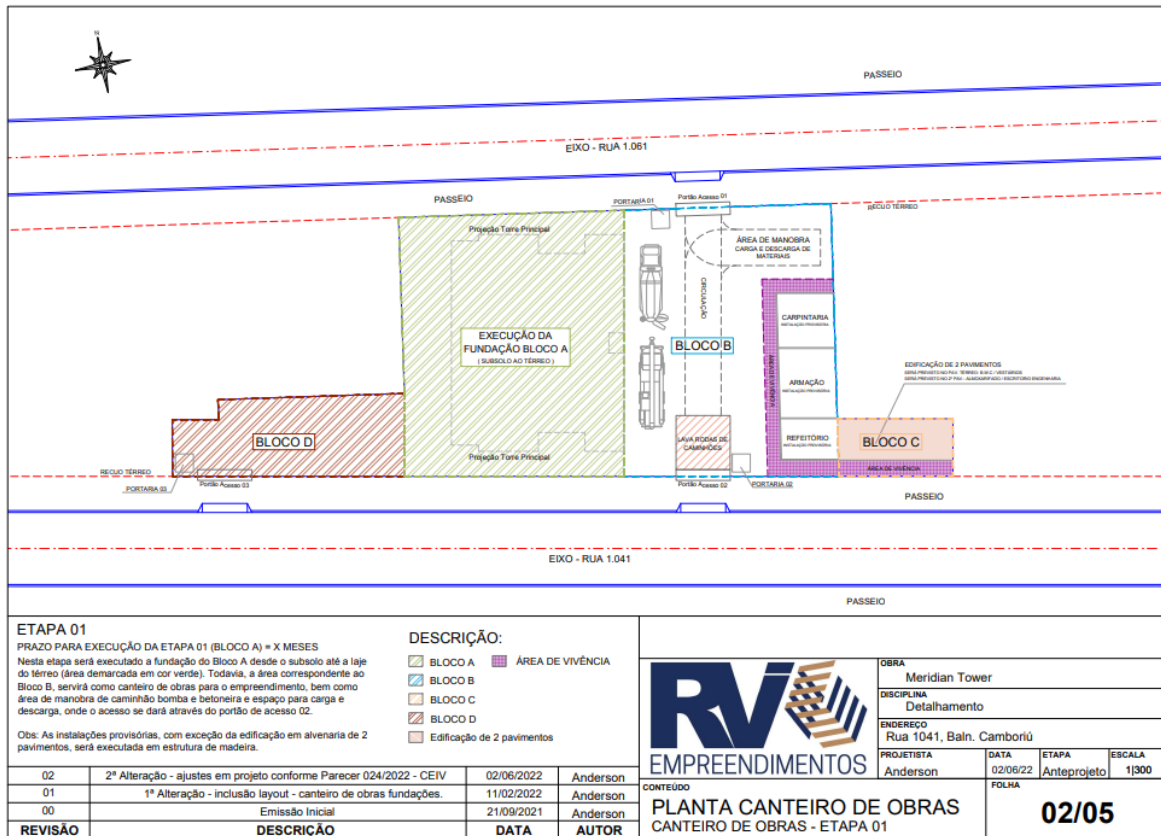 N
PASSEIO
EIXO - RUA 1.061
PASSEIO
PORTARIA 01
Portão Acesso 01
RECUO TÉRREO
Projeção Torre Principal
ÁREA DE MANOBRA
CARGA E DESCARGA DE
MATERIAIS
CIRCULAÇÃO
CARPINTARIA
INSTALAÇÃO PROVISÓRIA
EXECUÇÃO DA
FUNDAÇÃO BLOCO A
( SUBSOLO AO TÉRREO )
BLOCO B
ÁREA DE VIVÊNCIA
EDIFICAÇÃO DE 2 PAVIMENTOS
ARMAÇÃO
INSTALAÇÃO PROVISÓRIA
BLOCO D
LAVA RODAS DE
CAMINHÕES
REFEITÓRIO
INSTALAÇÃO PROVISÓRIA
BLOCO C
Projeção Torre Principal
ÁREA DE VIVÊNCIA
RECUO TÉRREO
PORTARIA 03
Portão Acesso 03
Portão Acesso 02
PORTARIA 02
PASSEIO
EIXO - RUA 1.041
PASSEIO
ETAPA 01
PRAZO PARA EXECUÇÃO DA ETAPA 01 (BLOCO A) = X MESES
Nesta etapa será executado a fundação do Bloco A desde o subsolo até a laje
do térreo (área demarcada em cor verde). Todavia, a área correspondente ao
Bloco B, servirá como canteiro de obras para o empreendimento, bem como
área de manobra de caminhão bomba e betoneira e espaço para carga e
descarga, onde o acesso se dará através do portão de acesso 02.
Obs: As instalações provisórias, com exceção da edificação em alvenaria de 2
pavimentos, será executada em estrutura de madeira.
DESCRIÇÃO:
BLOCO A
ÁREA DE VIVÊNCIA
BLOCO B
BLOCO C
BLOCO D
Edificação de 2 pavimentos
02 2ª Alteração - ajustes em projeto conforme Parecer 024/2022 - CEIV 02/06/2022 Anderson
01 1ª Alteração - inclusão layout - canteiro de obras fundações. 11/02/2022 Anderson
00 Emissão Inicial 21/09/2021 Anderson
REVISÃO DESCRIÇÃO DATA AUTOR
RV
EMPREENDIMENTOS
OBRA
Meridian Tower
DISCIPLINA
Detalhamento
ENDEREÇO
Rua 1041, Baln. Camboriú
PROJETISTA DATA ETAPA ESCALA
Anderson 02/06/22 Anteprojeto 1|300
CONTEÚDO
PLANTA CANTEIRO DE OBRAS
CANTEIRO DE OBRAS - ETAPA 01
FOLHA
02/05